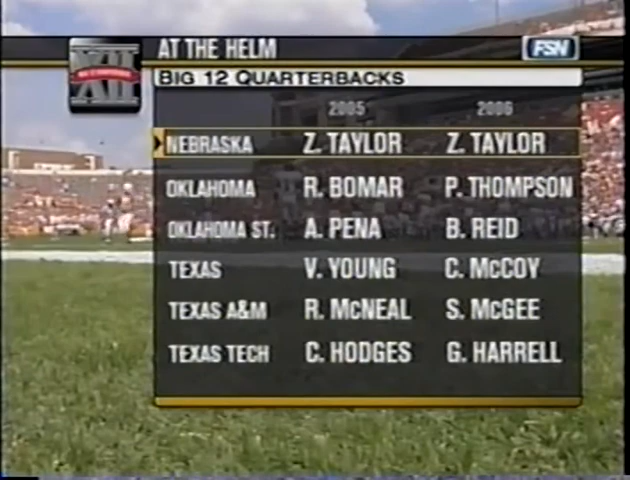 AT THE HELM
FSN
XII
BIG 12 QUARTERBACKS
2005 2006
NEBRASKA Z. TAYLOR Z. TAYLOR
OKLAHOMA R. BOMAR P. THOMPSON
OKLAHOMA ST. A. PENA B. REID
TEXAS V. YOUNG C. McCOY
TEXAS A&M R. McNEAL S. McGEE
TEXAS TECH C. HODGES G. HARRELL